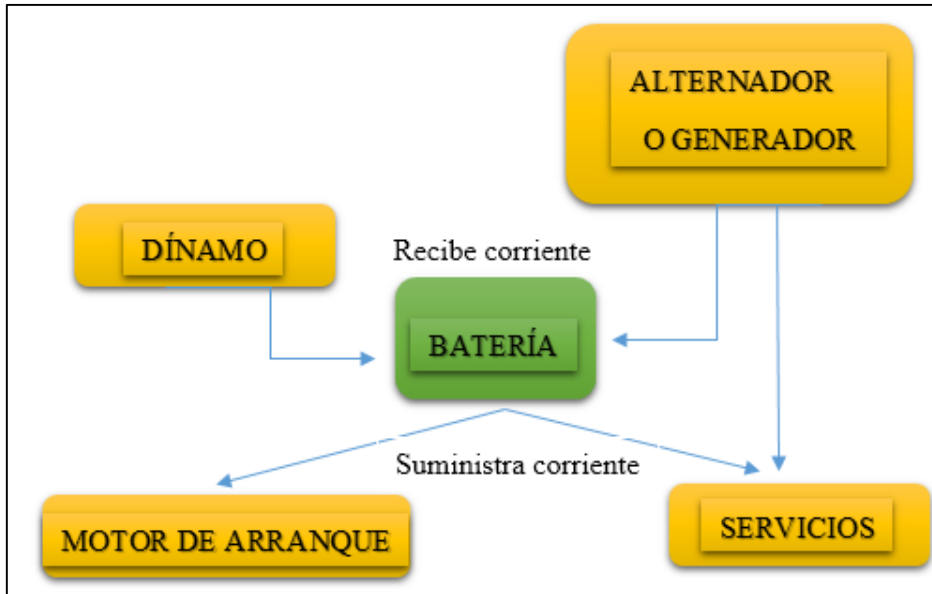 ALTERNADOR
O GENERADOR
DÍNAMO
Recibe corriente
BATERÍA
Suministra corriente
MOTOR DE ARRANQUE
SERVICIOS